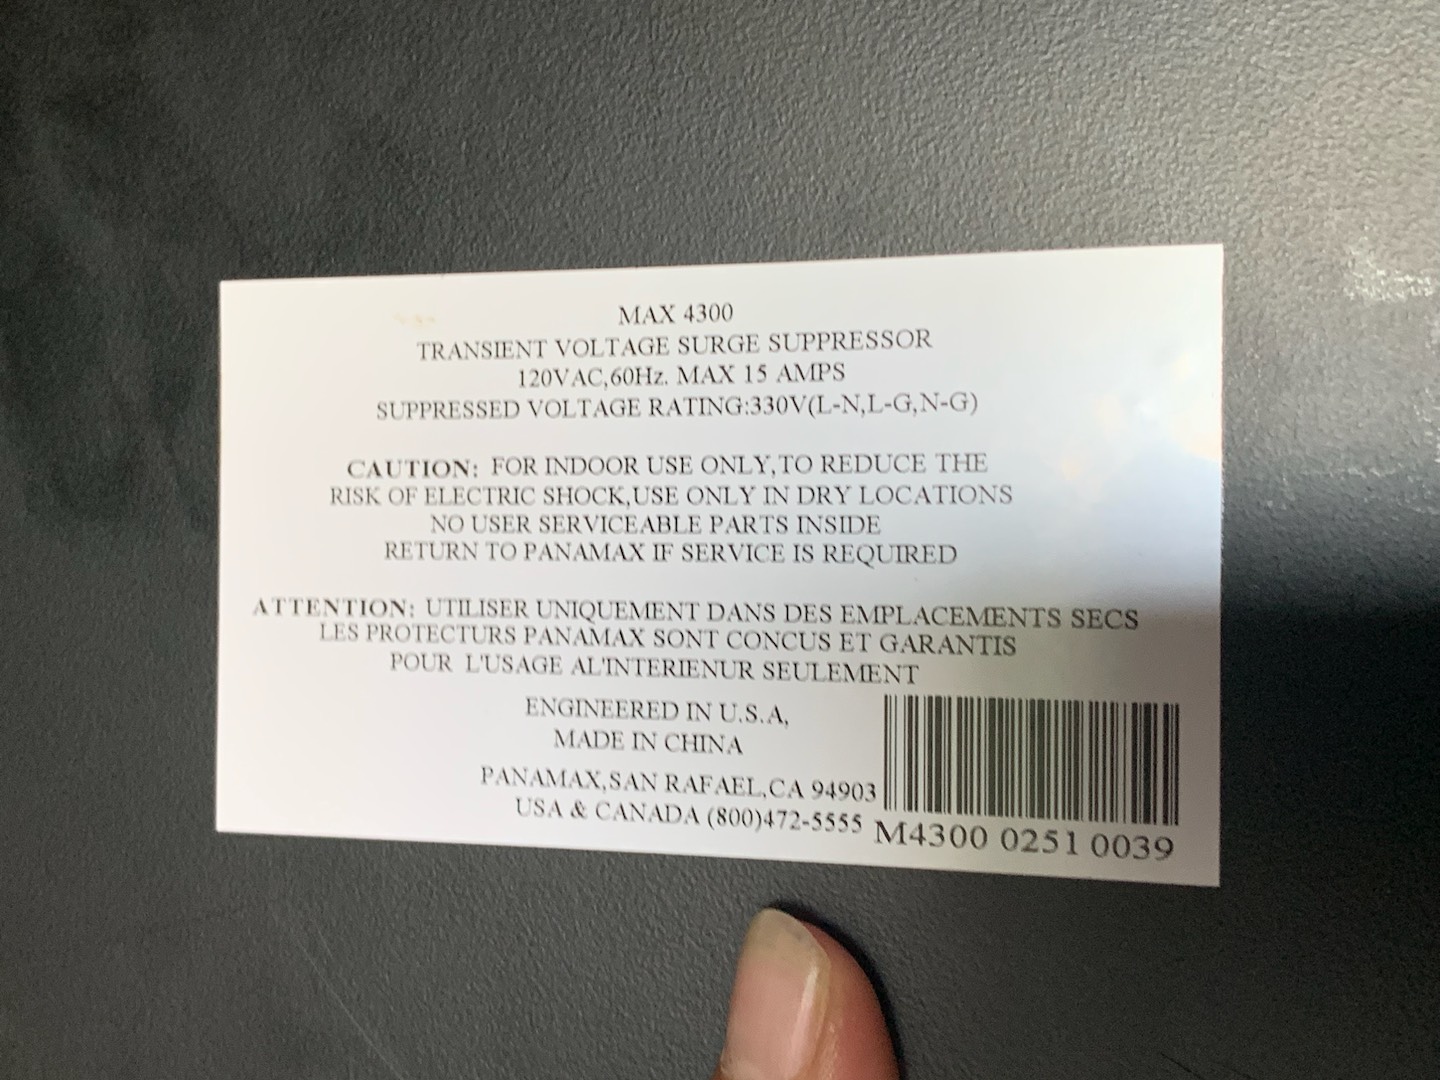 MAX 4300
TRANSIENT VOLTAGE SURGE SUPPRESSOR
120VAC,60Hz. MAX 15 AMPS
SUPPRESSED VOLTAGE RATING:330V(L-N,L-G,N-G)
CAUTION: FOR INDOOR USE ONLY,TO REDUCE THE
RISK OF ELECTRIC SHOCK,USE ONLY IN DRY LOCATIONS
NO USER SERVICEABLE PARTS INSIDE
RETURN TO PANAMAX IF SERVICE IS REQUIRED
ATTENTION: UTILISER UNIQUEMENT DANS DES EMPLACEMENTS SECS
LES PROTECTURS PANAMAX SONT CONCUS ET GARANTIS
POUR L'USAGE AL'INTERIENUR SEULEMENT
ENGINEERED IN U.S.A,
MADE IN CHINA
PANAMAX,SAN RAFAEL,CA 94903
USA & CANADA (800)472-5555
M4300 0251 0039